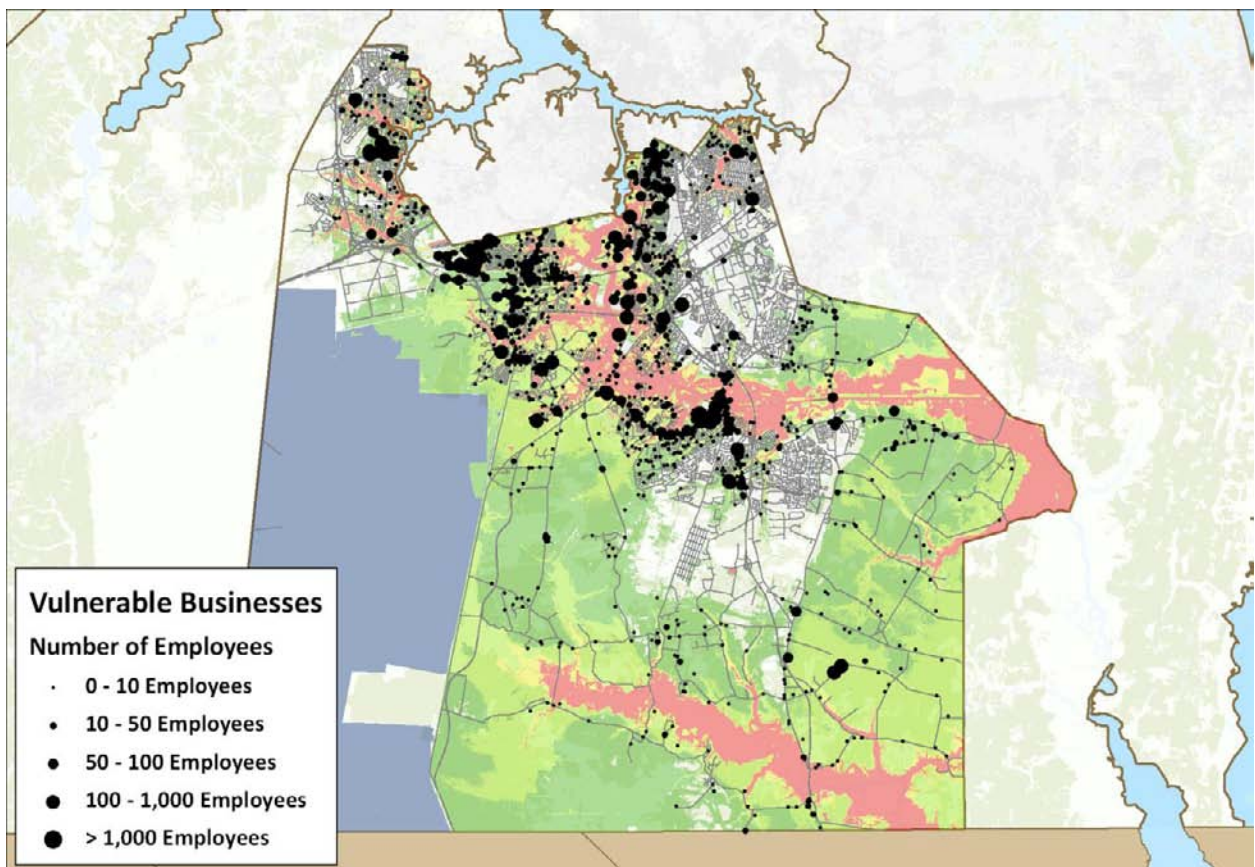 Vulnerable Businesses
Number of Employees
0 - 10 Employees
10 - 50 Employees
50 - 100 Employees
100 - 1,000 Employees
> 1,000 Employees